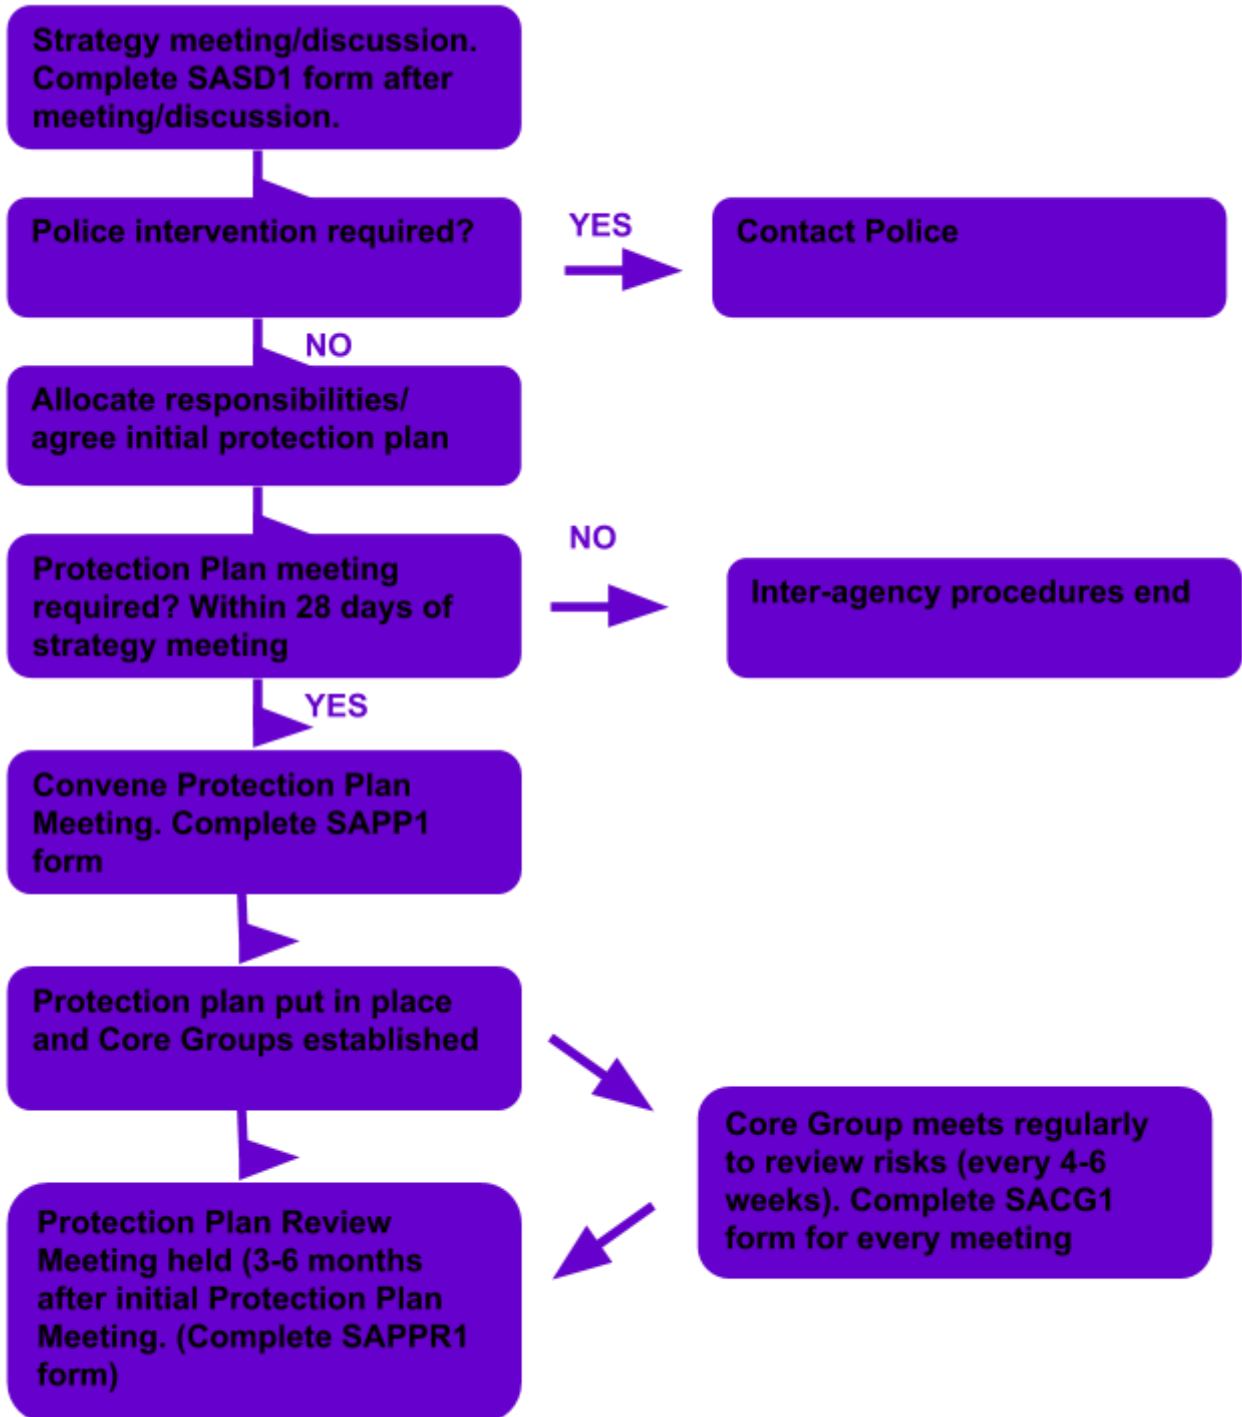 Strategy meeting/discussion.
Complete SASD1 form after
meeting/discussion.
Police intervention required?
YES
Contact Police
NO
Allocate responsibilities/
agree initial protection plan
Protection Plan meeting
required? Within 28 days of
strategy meeting
NO
Inter-agency procedures end
YES
Convene Protection Plan
Meeting. Complete SAPP1
form
Protection plan put in place
and Core Groups established
Core Group meets regularly
to review risks (every 4-6
weeks). Complete SACG1
form for every meeting
Protection Plan Review
Meeting held (3-6 months
after initial Protection Plan
Meeting. (Complete SAPPR1
form)